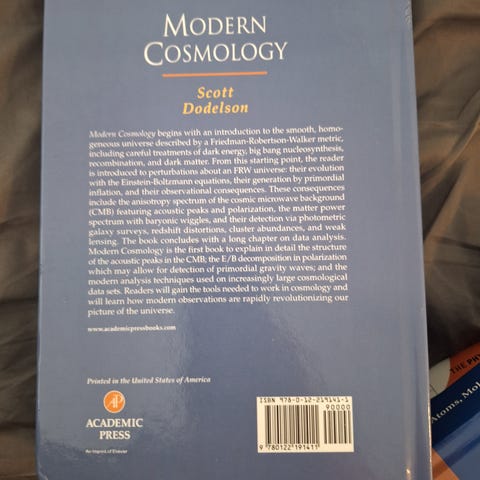 MODERN
COSMOLOGY
Scott
Dodelson
Modern Cosmology begins with an introduction to the smooth, homo-
geneous universe described by a Friedman-Robertson-Walker metric,
including careful treatments of dark energy, big bang nucleosynthesis,
recombination, and dark matter. From this starting point, the reader
is introduced to perturbations about an FRW universe: their evolution
with the Einstein-Boltzmann equations, their generation by primordial
inflation, and their observational consequences. These consequences
include the anisotropy spectrum of the cosmic microwave background
(CMB) featuring acoustic peaks and polarization, the matter power
spectrum with baryonic wiggles, and their detection via photometric
galaxy surveys, redshift distortions, cluster abundances, and weak
lensing. The book concludes with a long chapter on data analysis.
Modern Cosmology is the first book to explain in detail the structure
of the acoustic peaks in the CMB; the E/B decomposition in polarization
which may allow for detection of primordial gravity waves; and the
modern analysis techniques used on increasingly large cosmological
data sets. Readers will gain the tools needed to work in cosmology and
will learn how modern observations are rapidly revolutionizing our
picture of the universe.
www.academicpressbooks.com
Printed in the United States of America
AP
ACADEMIC
PRESS
An Imprint of Elsevier
ISBN 978-0-12-219141-1
90000
9 780122 191411
THE PH
Atoms, Mol